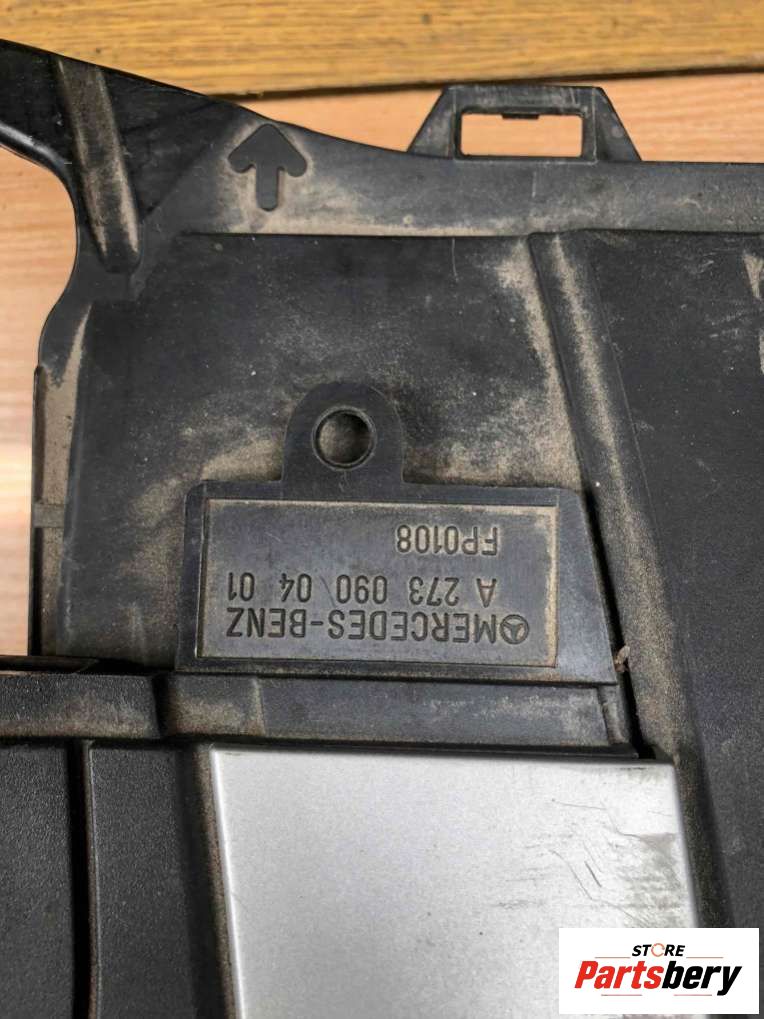 MERCEDES-BENZ
A 273 090 04 01
FP0108
STORE
Partsbery